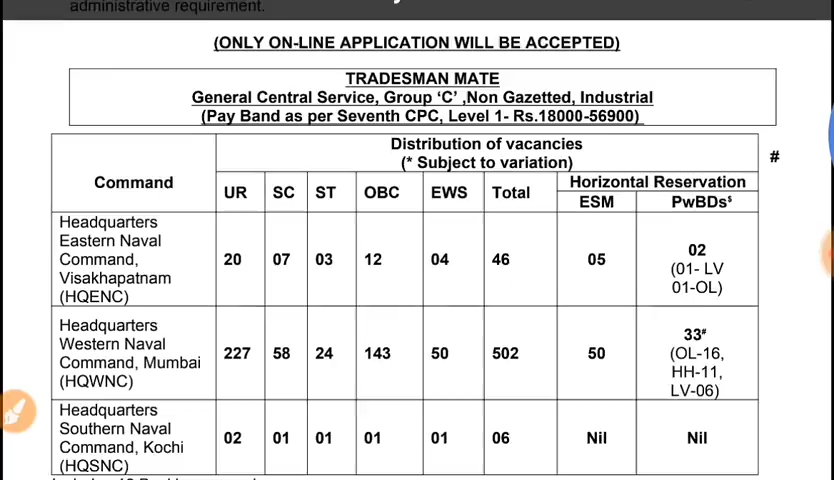 administrative requirement.
(ONLY ON-LINE APPLICATION WILL BE ACCEPTED)
TRADESMAN MATE
General Central Service, Group ‘C’ ,Non Gazetted, Industrial
(Pay Band as per Seventh CPC, Level 1- Rs.18000-56900)
Command
Distribution of vacancies
(* Subject to variation)
#
UR SC ST OBC EWS Total Horizontal Reservation
ESM PwBDs$
Headquarters
Eastern Naval
Command,
Visakhapatnam
(HQENC)
20 07 03 12 04 46 05
02
(01- LV
01-OL)
Headquarters
Western Naval
Command, Mumbai
(HQWNC)
227 58 24 143 50 502 50
33#
(OL-16,
HH-11,
LV-06)
Headquarters
Southern Naval
Command, Kochi
(HQSNC)
02 01 01 01 01 06 Nil Nil